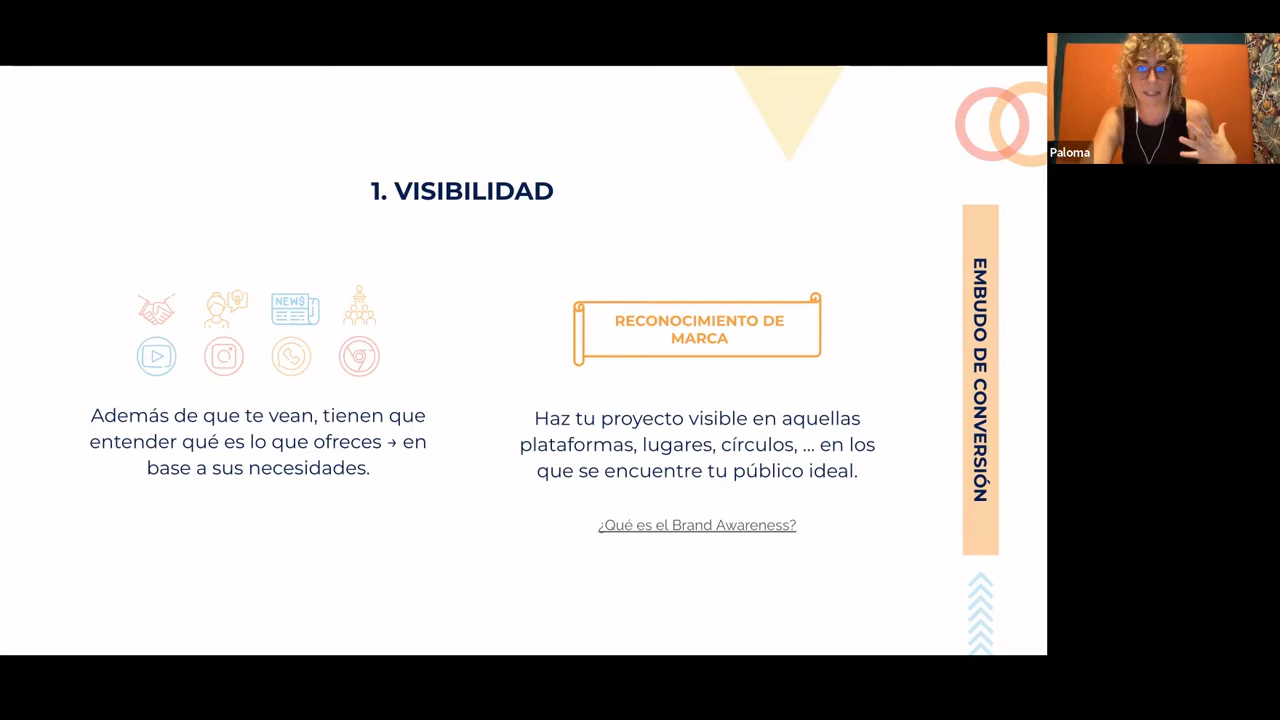 Paloma
1. VISIBILIDAD
NEWS
Además de que te vean, tienen que
entender qué es lo que ofreces → en
base a sus necesidades.
RECONOCIMIENTO DE
MARCA
Haz tu proyecto visible en aquellas
plataformas, lugares, círculos, ... en los
que se encuentre tu público ideal.
¿Qué es el Brand Awareness?
EMBUDO DE CONVERSIÓN